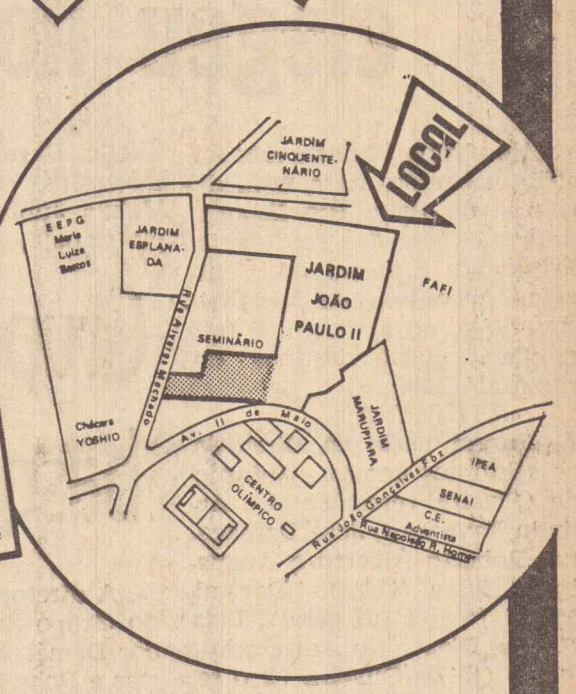 JARDIM
CINQUENTE-
NÁRIO
LOCAL
EEPG
Maria
Luiza
Bastos
JARDIM
ESPLANA-
DA
JARDIM
JOÃO
PAULO II
FAFI
SEMINÁRIO
Rua Alvares Machado
Chácara
YOSHIO
Av. II de Maio
CENTRO
OLÍMPICO
JARDIM
MARUPIARA
Rua João Gonçalves Foz
IPEA
SENAI
C.E.
Adventista
Rua Napoleão R.